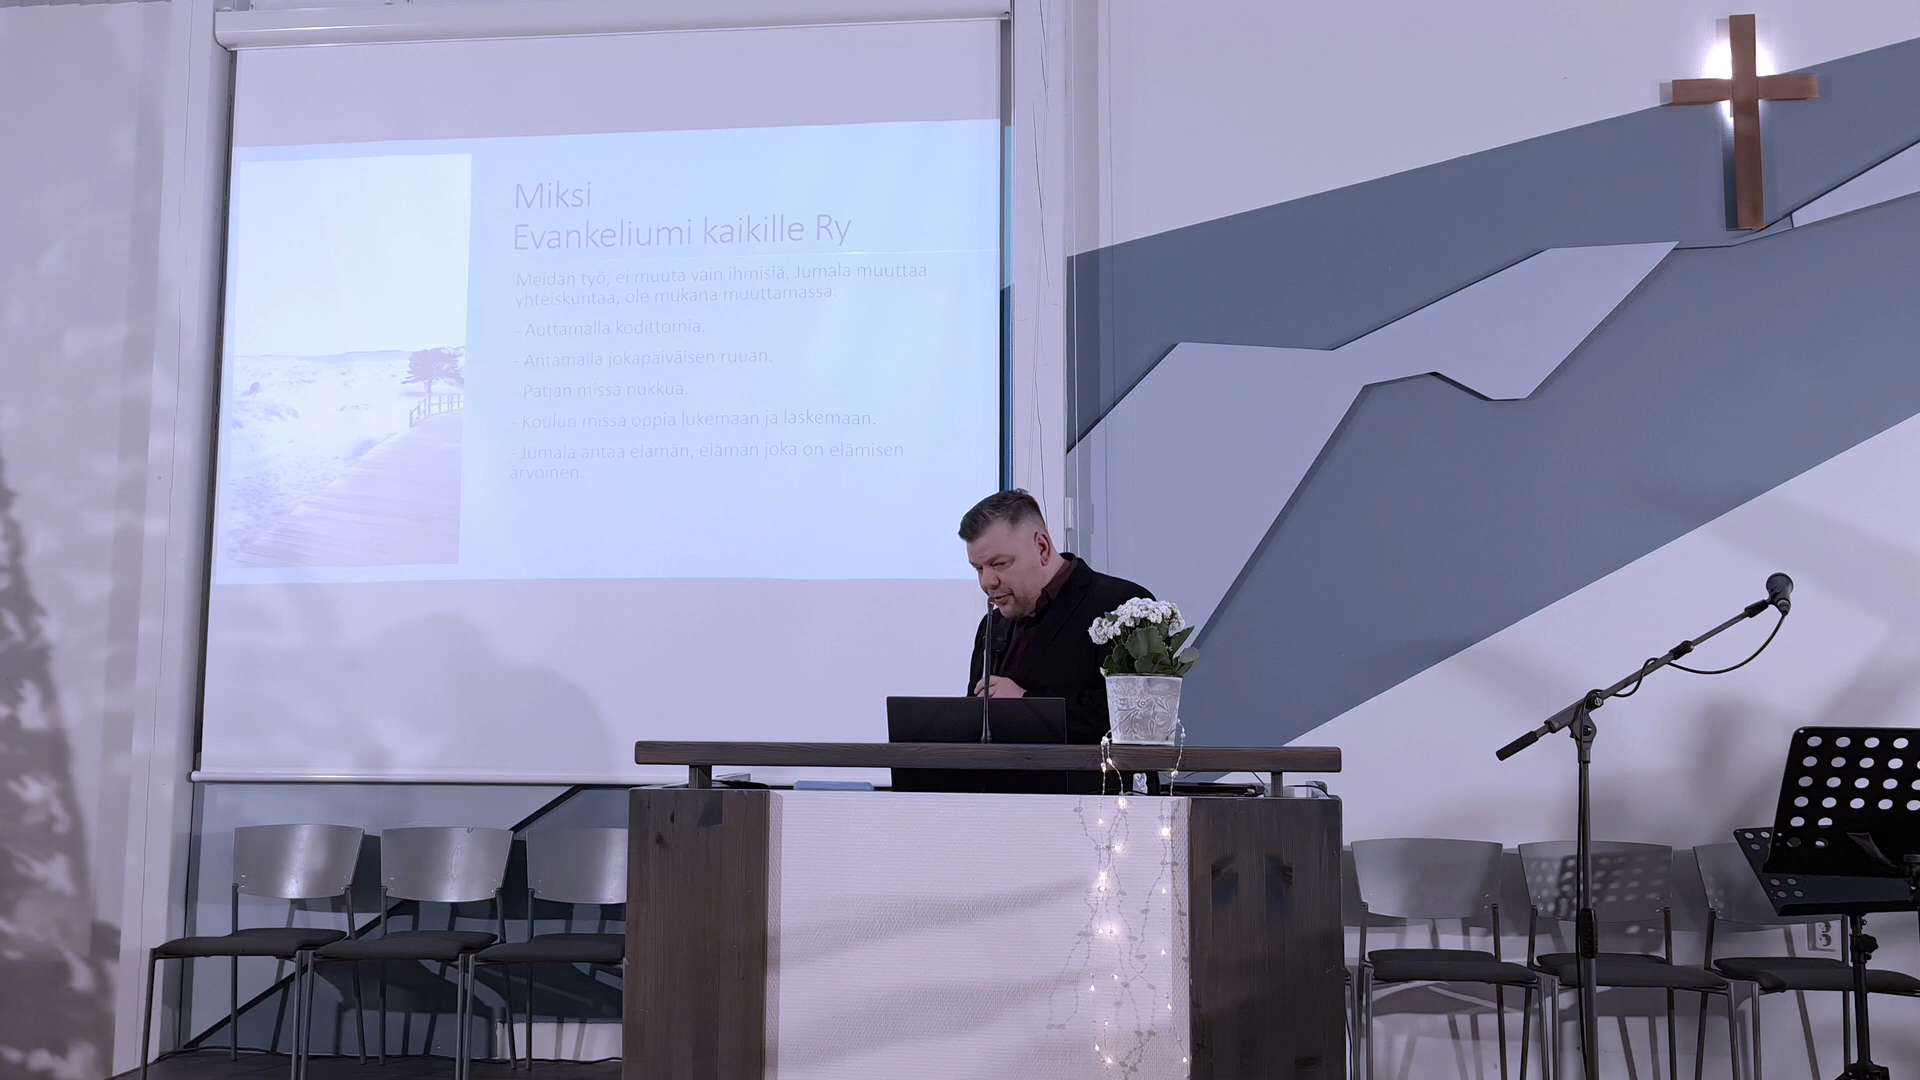 Miksi
Evankeliumi kaikille Ry
Meidän työ, ei muuta vain ihmisiä, Jumala muuttaa
yhteiskuntaa, ole mukana muuttamassa.
- Auttamalla kodittomia.
- Antamalla jokapäiväisen ruuan.
- Patjan missä nukkua.
- Koulun missä oppia lukemaan ja laskemaan.
- Jumala antaa elämän, elämän joka on elämisen
arvoinen.